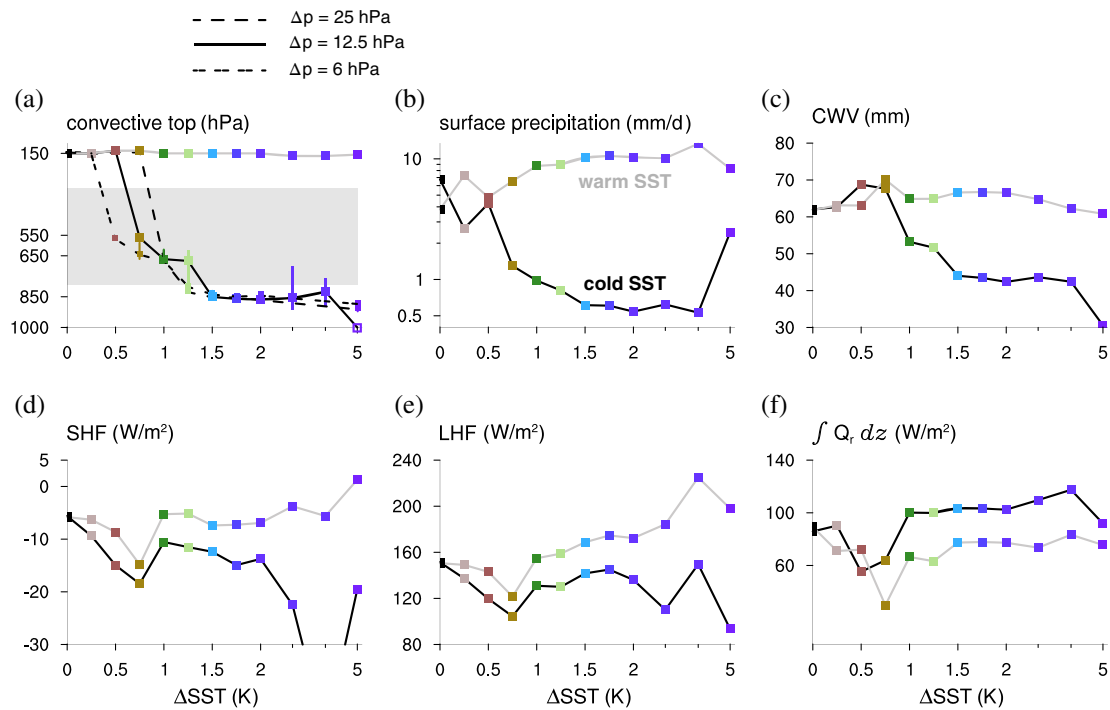 Δp = 25 hPa
Δp = 12.5 hPa
Δp = 6 hPa
(a)
convective top (hPa)
150
550
650
850
1000
0 0.5 1 1.5 2 5
(b)
surface precipitation (mm/d)
10
1
0.5
warm SST
cold SST
0 0.5 1 1.5 2 5
(c)
CWV (mm)
80
70
60
50
40
30
0 0.5 1 1.5 2 5
(d)
SHF (W/m²)
5
0
-10
-20
-30
0 0.5 1 1.5 2 5
ΔSST (K)
(e)
LHF (W/m²)
240
200
160
120
80
0 0.5 1 1.5 2 5
ΔSST (K)
(f)
∫ Qᵣ dz (W/m²)
140
100
60
0 0.5 1 1.5 2 5
ΔSST (K)